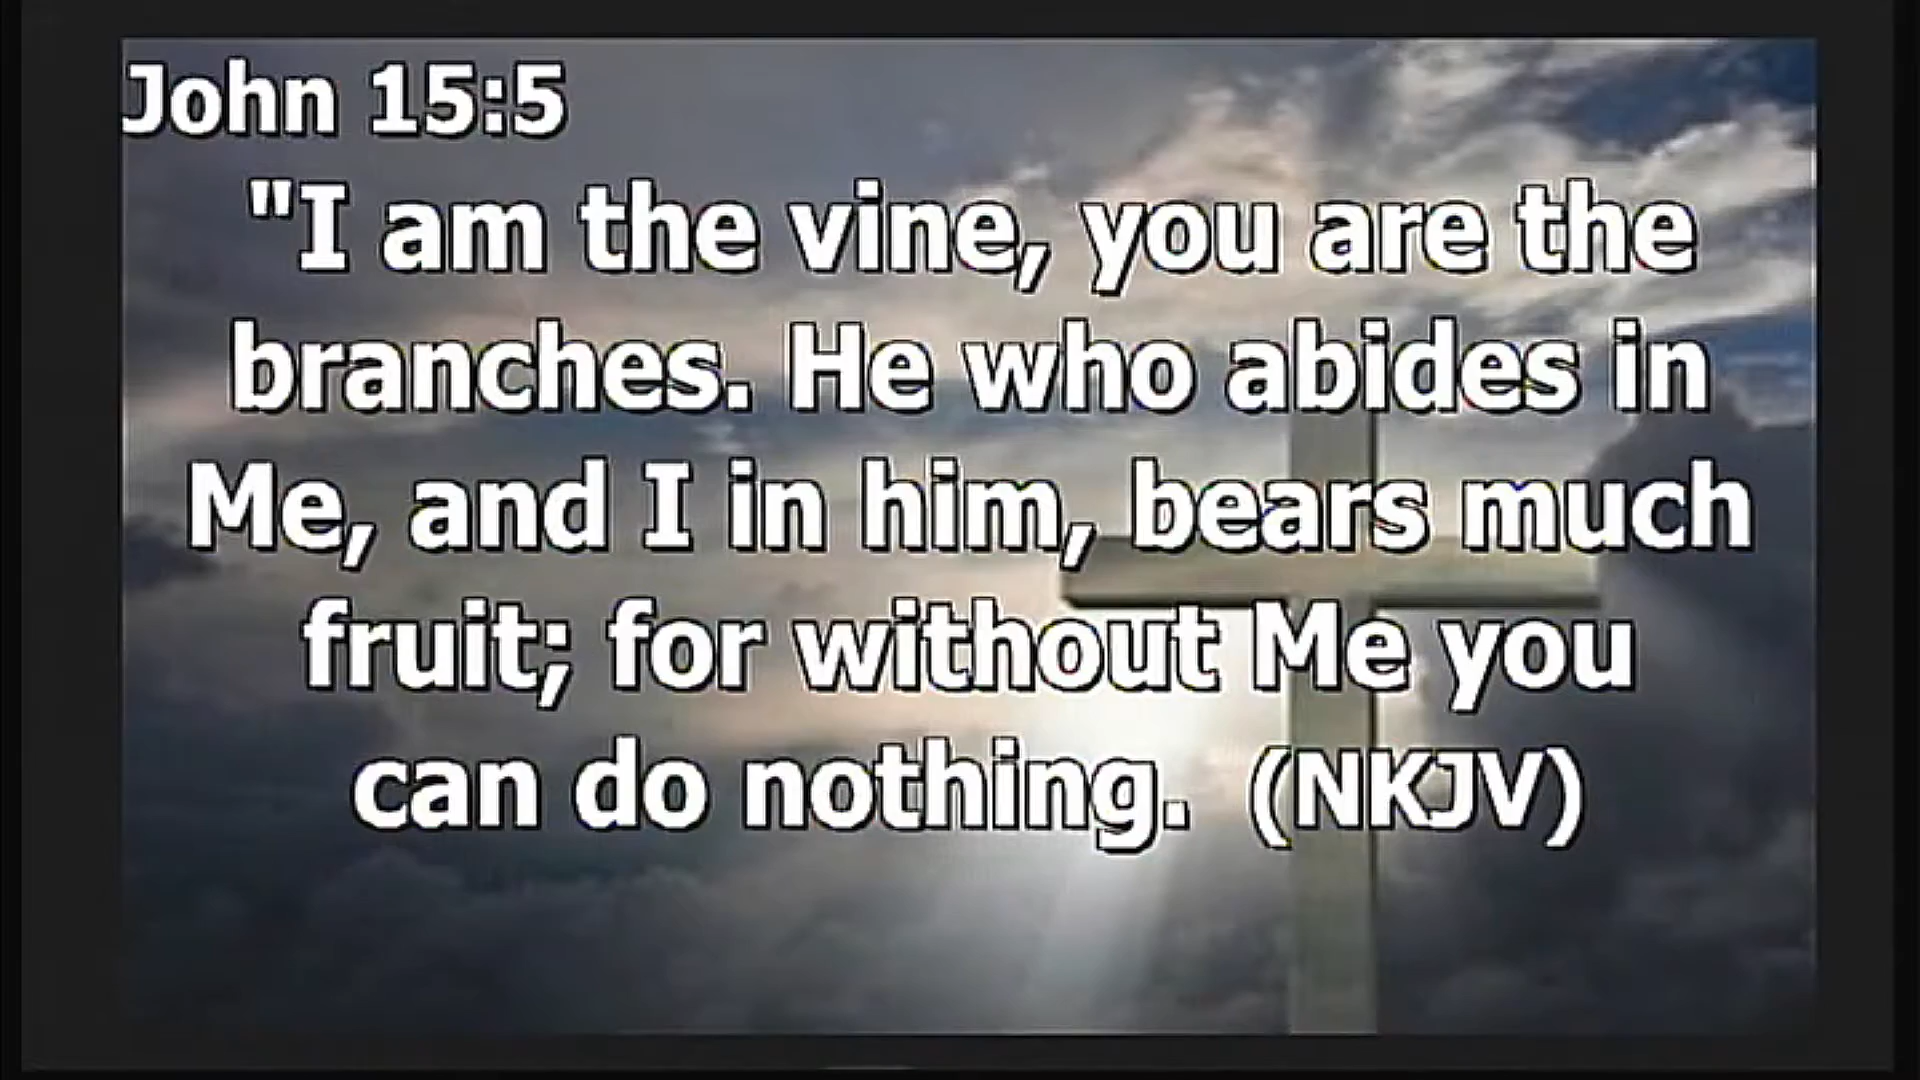 John 15:5
"I am the vine, you are the
branches. He who abides in
Me, and I in him, bears much
fruit; for without Me you
can do nothing. (NKJV)